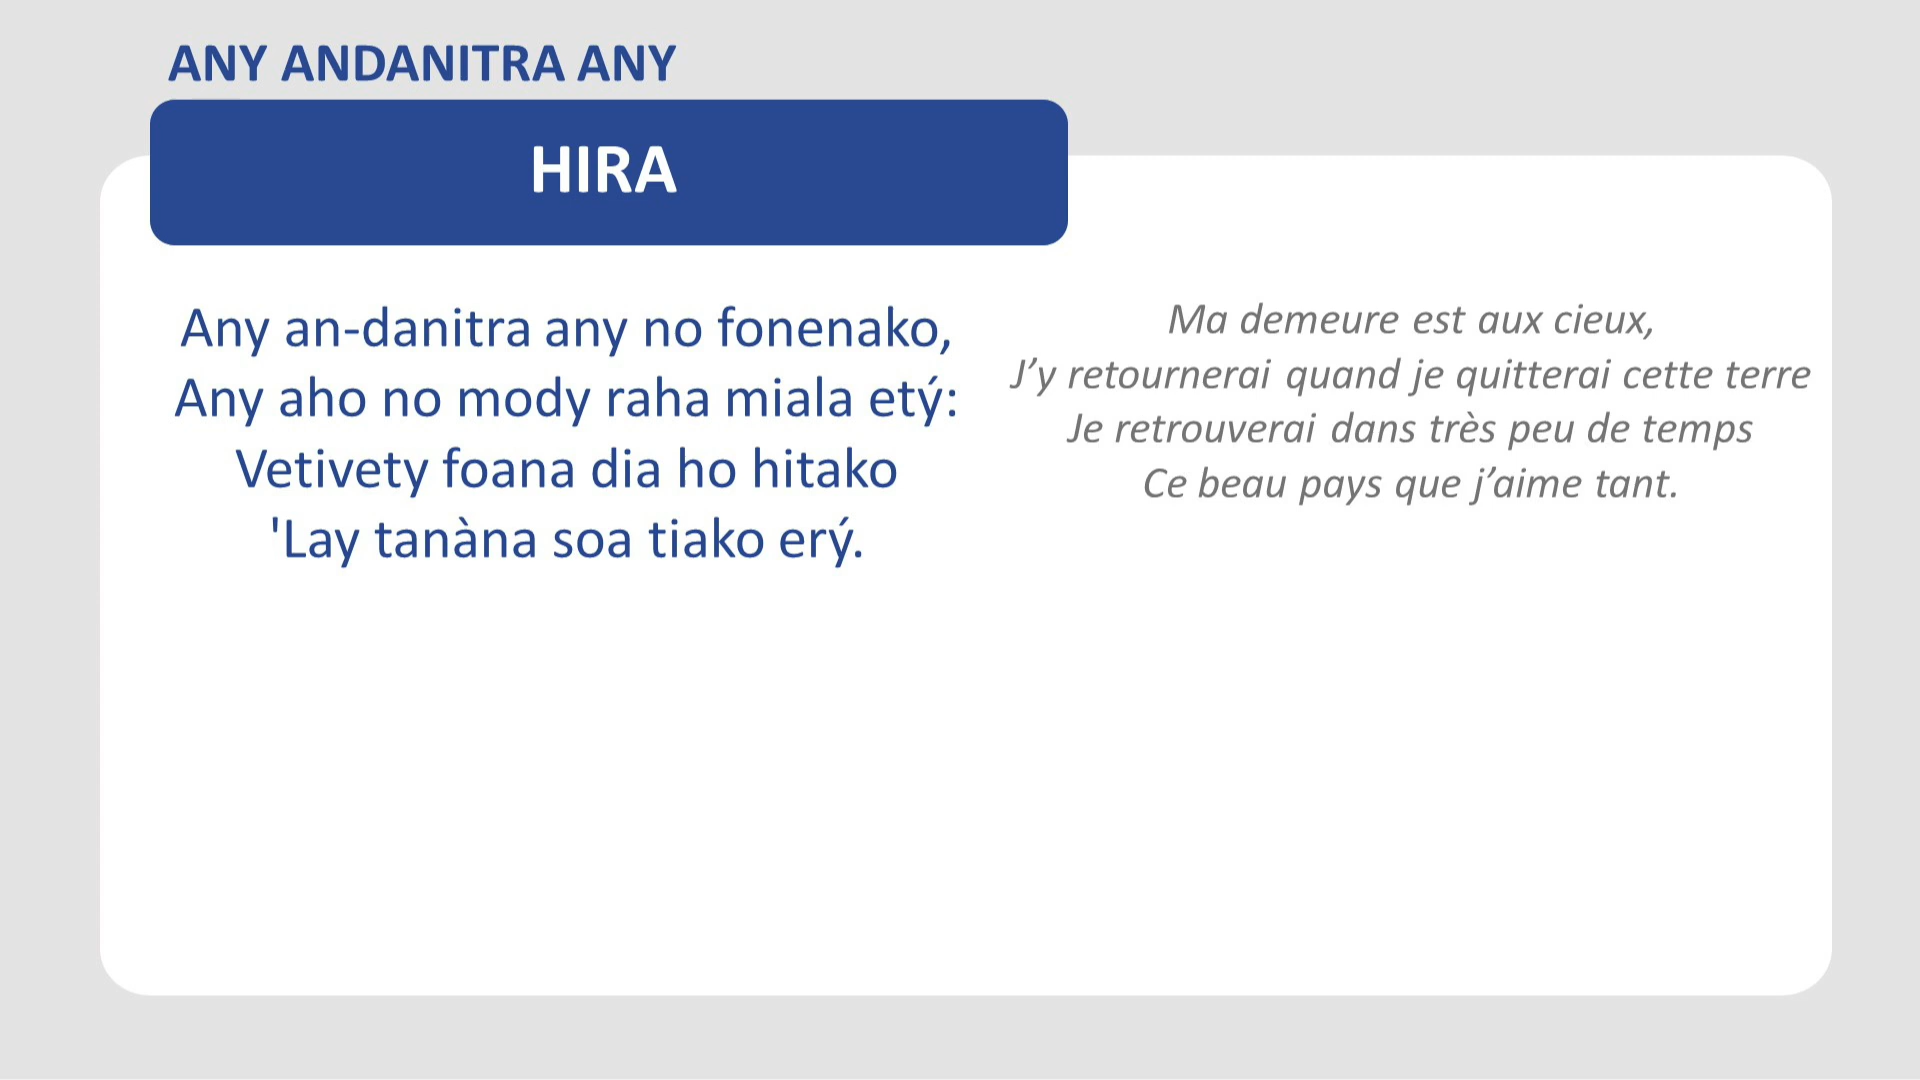 ANY ANDANITRA ANY
HIRA
Any an-danitra any no fonenako,
Any aho no mody raha miala etý:
Vetivety foana dia ho hitako
'Lay tanàna soa tiako erý.
Ma demeure est aux cieux,
J’y retournerai quand je quitterai cette terre
Je retrouverai dans très peu de temps
Ce beau pays que j’aime tant.